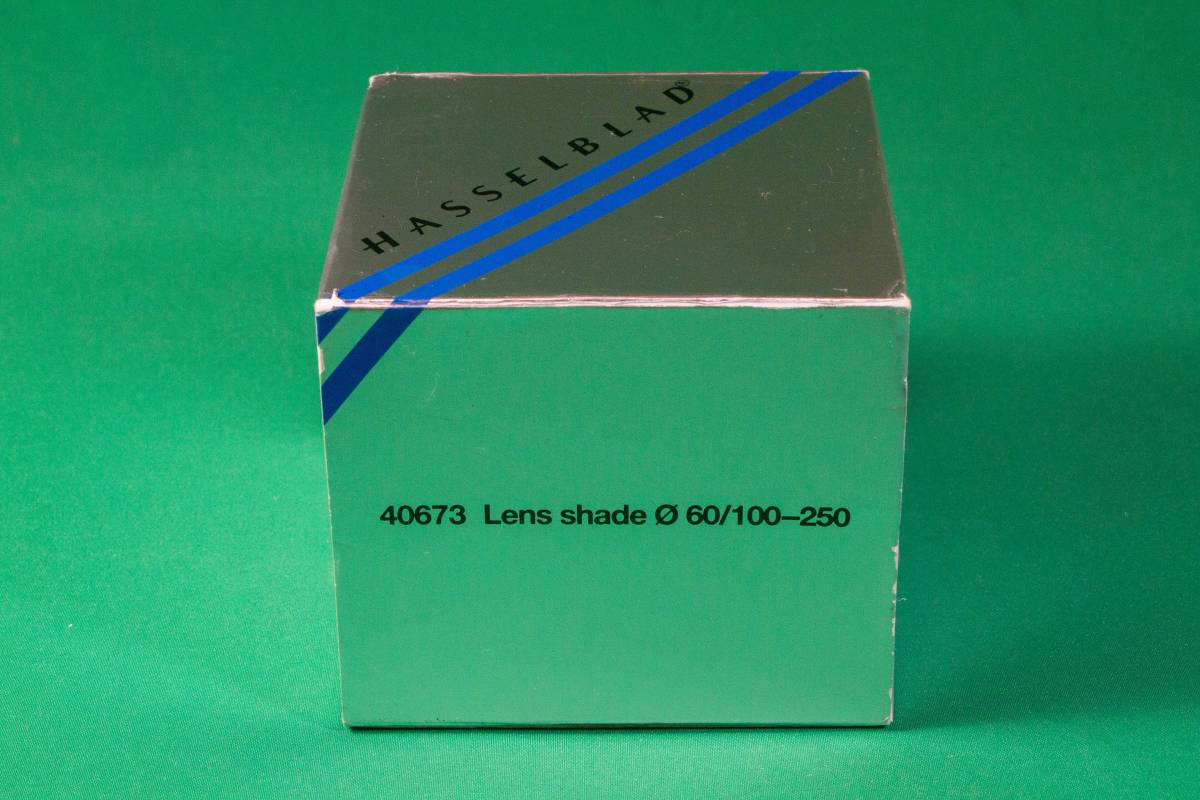 HASSELBLAD®
40673 Lens shade Ø 60/100–250